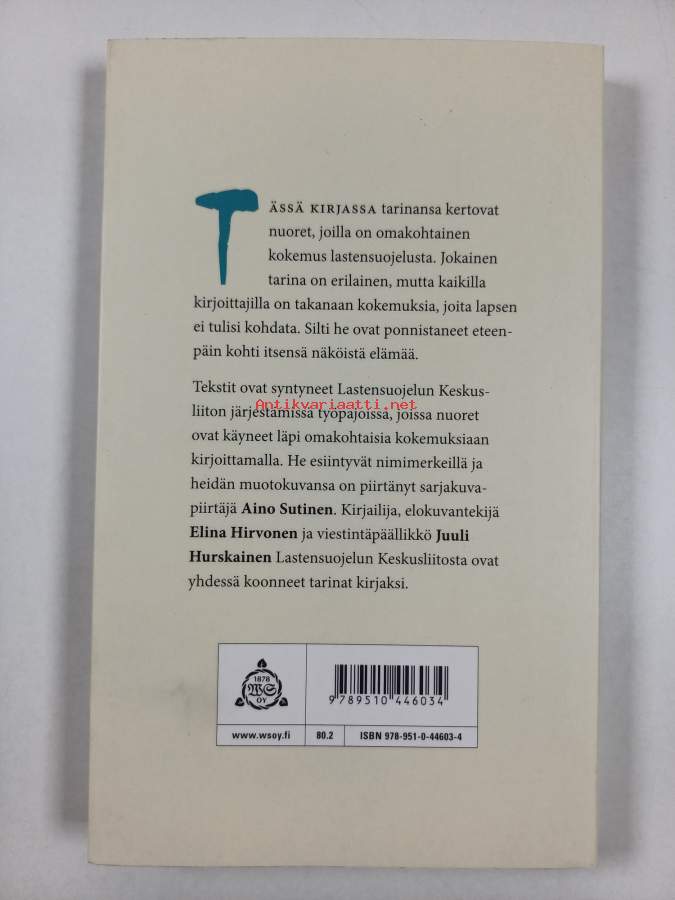 TÄSSÄ KIRJASSA tarinansa kertovat
nuoret, joilla on omakohtainen
kokemus lastensuojelusta. Jokainen
tarina on erilainen, mutta kaikilla
kirjoittajilla on takanaan kokemuksia, joita lapsen
ei tulisi kohdata. Silti he ovat ponnistaneet eteen-
päin kohti itsensä näköistä elämää.
Tekstit ovat syntyneet Lastensuojelun Keskus-
Antikvariaatti.net
liiton järjestämissä työpajoissa, joissa nuoret
ovat käyneet läpi omakohtaisia kokemuksiaan
kirjoittamalla. He esiintyvät nimimerkeillä ja
heidän muotokuvansa on piirtänyt sarjakuva-
piirtäjä Aino Sutinen. Kirjailija, elokuvantekijä
Elina Hirvonen ja viestintäpäällikkö Juuli
Hurskainen Lastensuojelun Keskusliitosta ovat
yhdessä koonneet tarinat kirjaksi.
1878
WS
OY
9 789510 446034
www.wsoy.fi
80.2
ISBN 978-951-0-44603-4